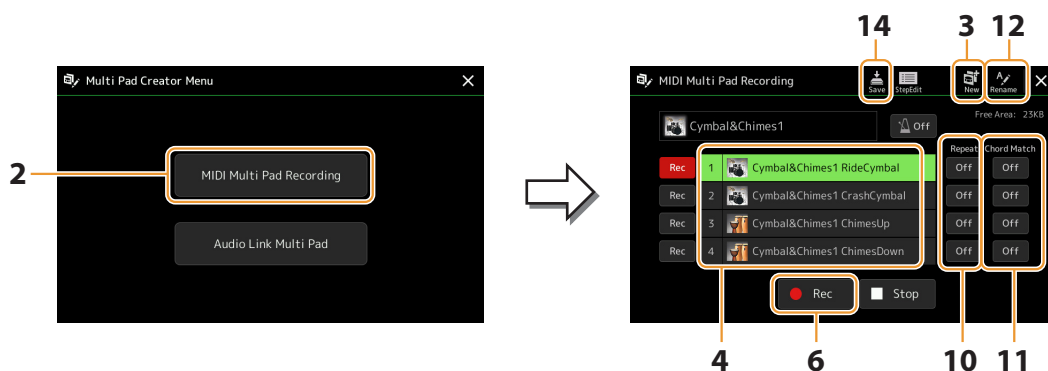 14 3 12
Multi Pad Creator Menu
MIDI Multi Pad Recording
Save
StepEdit
New
Rename
Free Area: 23KB
Cymbal&Chimes1
Off
Repeat Chord Match
2
MIDI Multi Pad Recording
Rec 1 Cymbal&Chimes1 RideCymbal Off Off
Rec 2 Cymbal&Chimes1 CrashCymbal Off Off
Rec 3 Cymbal&Chimes1 ChimesUp Off Off
Audio Link Multi Pad
Rec 4 Cymbal&Chimes1 ChimesDown Off Off
Rec Stop
4 6 10 11